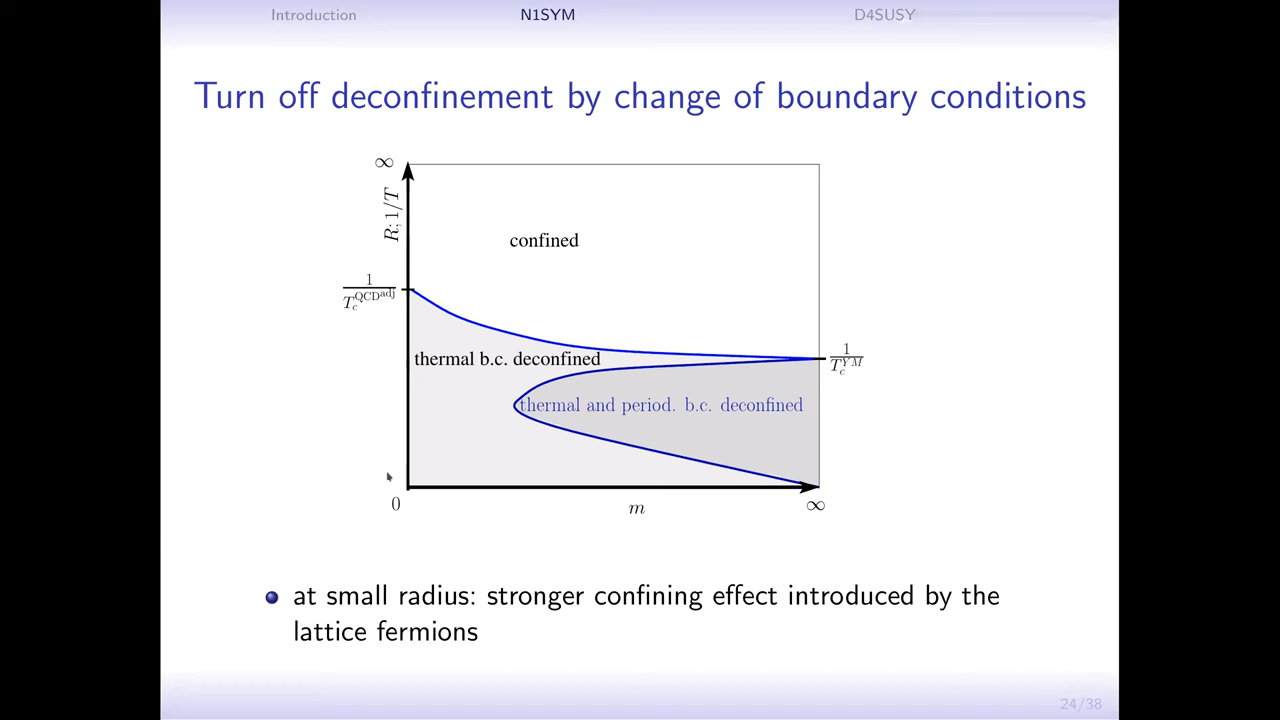 Introduction N1SYM D4SUSY
Turn off deconfinement by change of boundary conditions
∞
R; 1/T
confined
1
T_c^{QCD^{adj}}
thermal b.c. deconfined
1
T_c^{YM}
thermal and period. b.c. deconfined
0
m
∞
at small radius: stronger confining effect introduced by the
lattice fermions
24/38